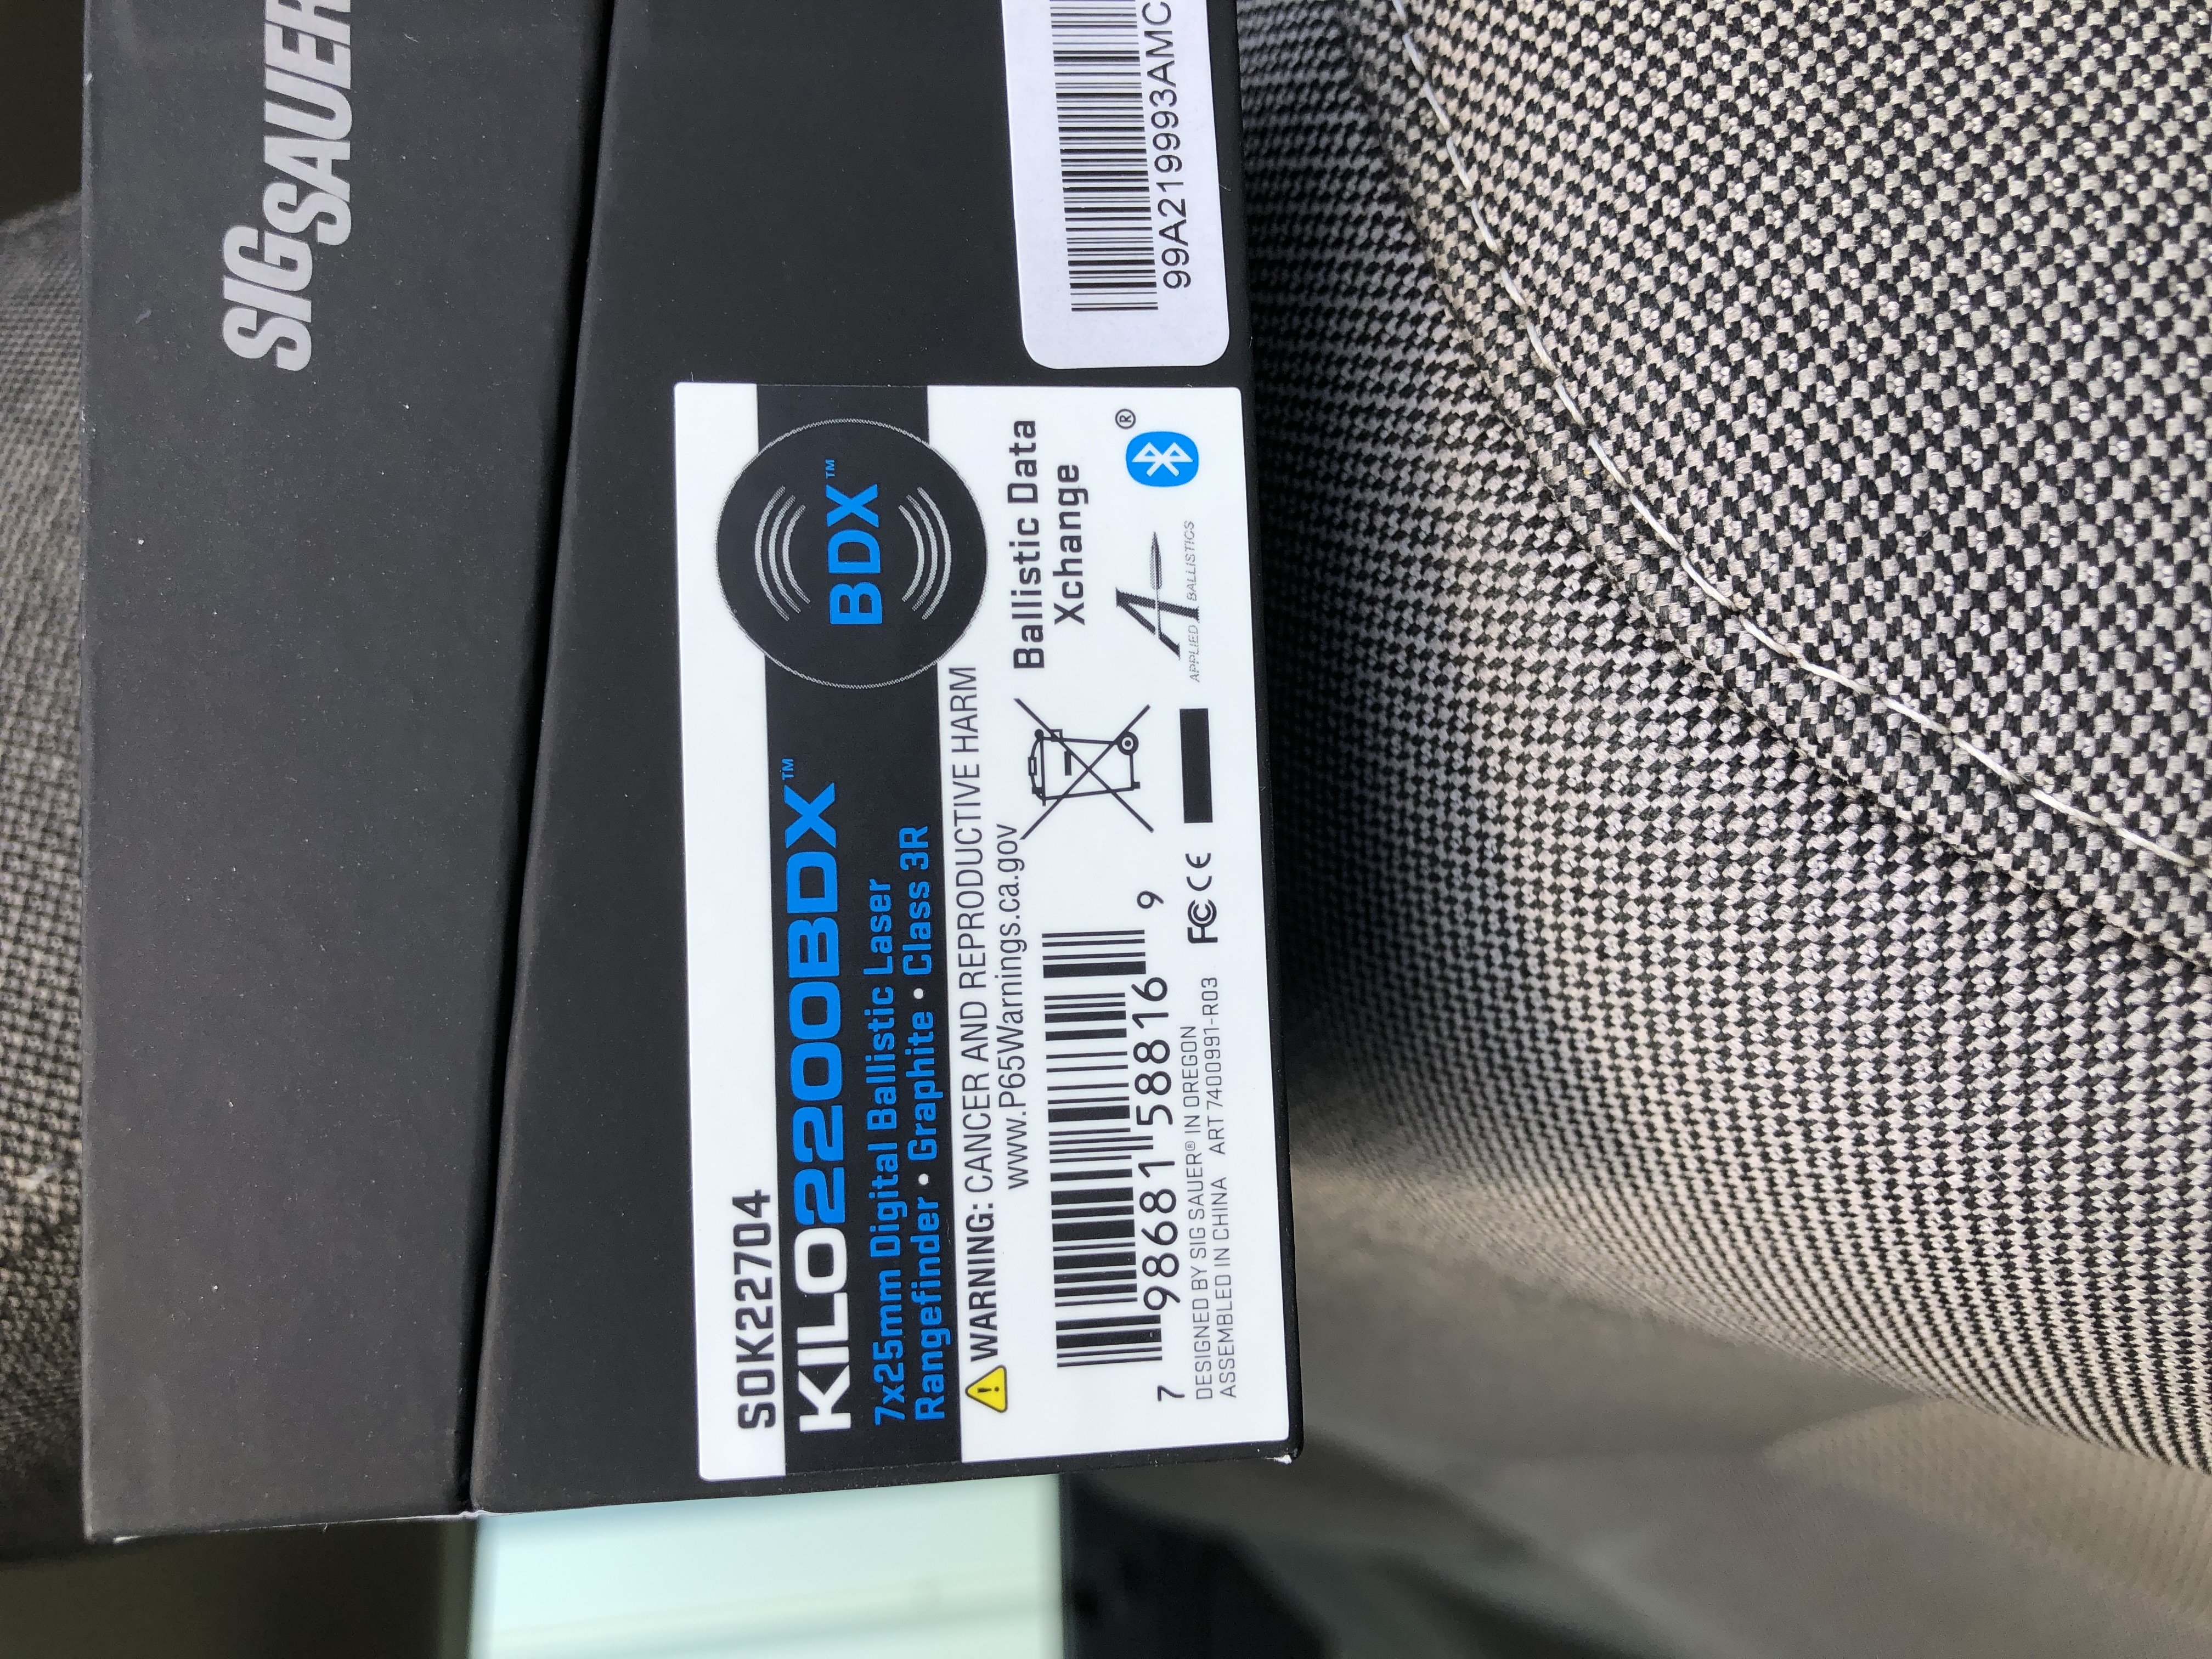 SIG SAUER
99A219993AMC
SOK22704
KILO2200BDX™
7x25mm Digital Ballistic Laser
Rangefinder • Graphite • Class 3R
BDX™
⚠ WARNING: CANCER AND REPRODUCTIVE HARM
www.P65Warnings.ca.gov
Ballistic Data
Xchange
7 98681 58816 9
DESIGNED BY SIG SAUER® IN OREGON
ASSEMBLED IN CHINA ART 7400991-R03
FC CE
A
APPLIED BALLISTICS
®